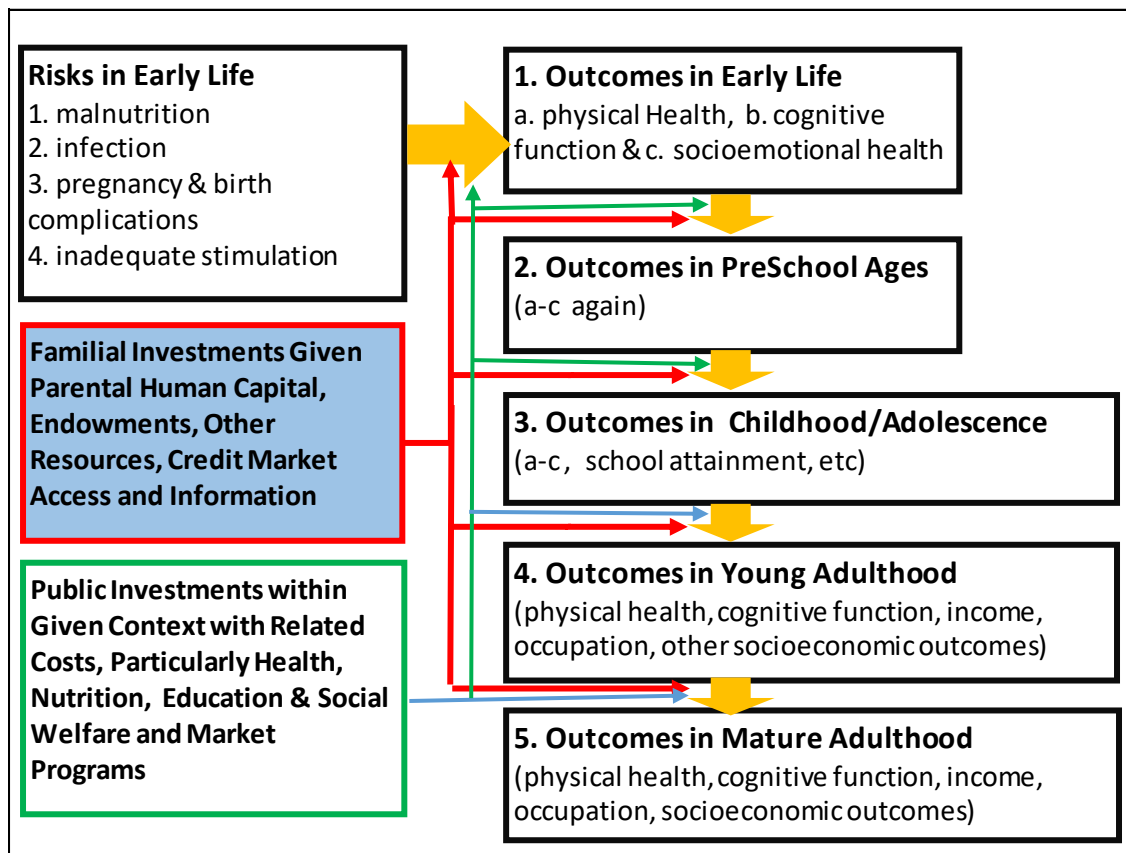 Risks in Early Life
1. malnutrition
2. infection
3. pregnancy & birth
complications
4. inadequate stimulation
Familial Investments Given
Parental Human Capital,
Endowments, Other
Resources, Credit Market
Access and Information
Public Investments within
Given Context with Related
Costs, Particularly Health,
Nutrition, Education & Social
Welfare and Market
Programs
1. Outcomes in Early Life
a. physical Health, b. cognitive
function & c. socioemotional health
2. Outcomes in PreSchool Ages
(a-c again)
3. Outcomes in Childhood/Adolescence
(a-c, school attainment, etc)
4. Outcomes in Young Adulthood
(physical health, cognitive function, income,
occupation, other socioeconomic outcomes)
5. Outcomes in Mature Adulthood
(physical health, cognitive function, income,
occupation, socioeconomic outcomes)